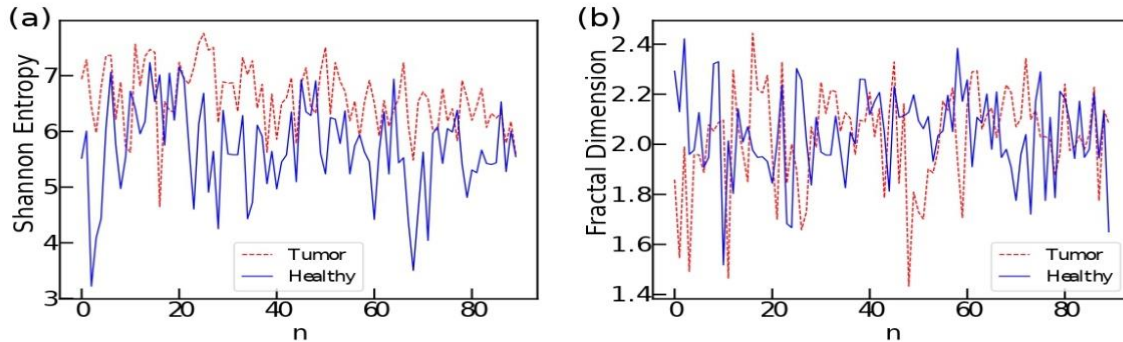 (a)
Shannon Entropy
7
6
5
4
3
0 20 40 60 80
n
Tumor
Healthy
(b)
Fractal Dimension
2.4
2.2
2.0
1.8
1.6
1.4
0 20 40 60 80
n
Tumor
Healthy